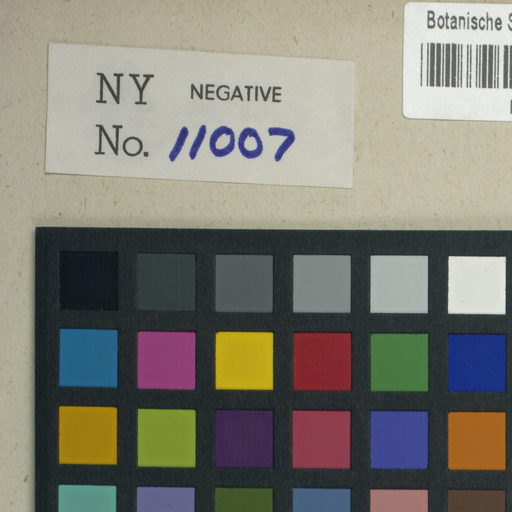 NY NEGATIVE
No. 11007
Botanische